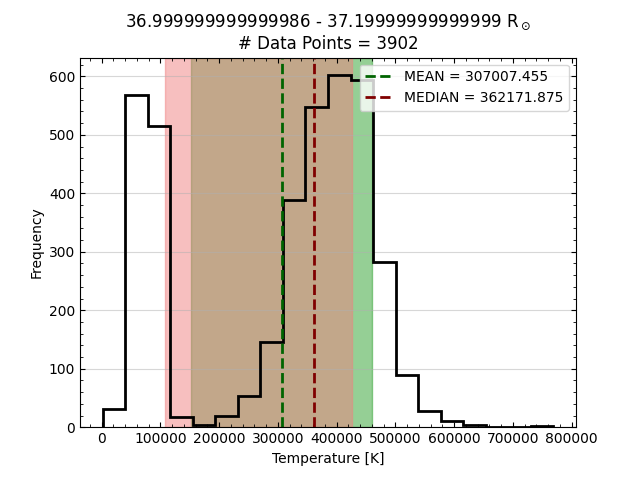 36.999999999999986 - 37.19999999999999 R⊙
# Data Points = 3902
MEAN = 307007.455
MEDIAN = 362171.875
Frequency
600
500
400
300
200
100
0
0 100000 200000 300000 400000 500000 600000 700000 800000
Temperature [K]